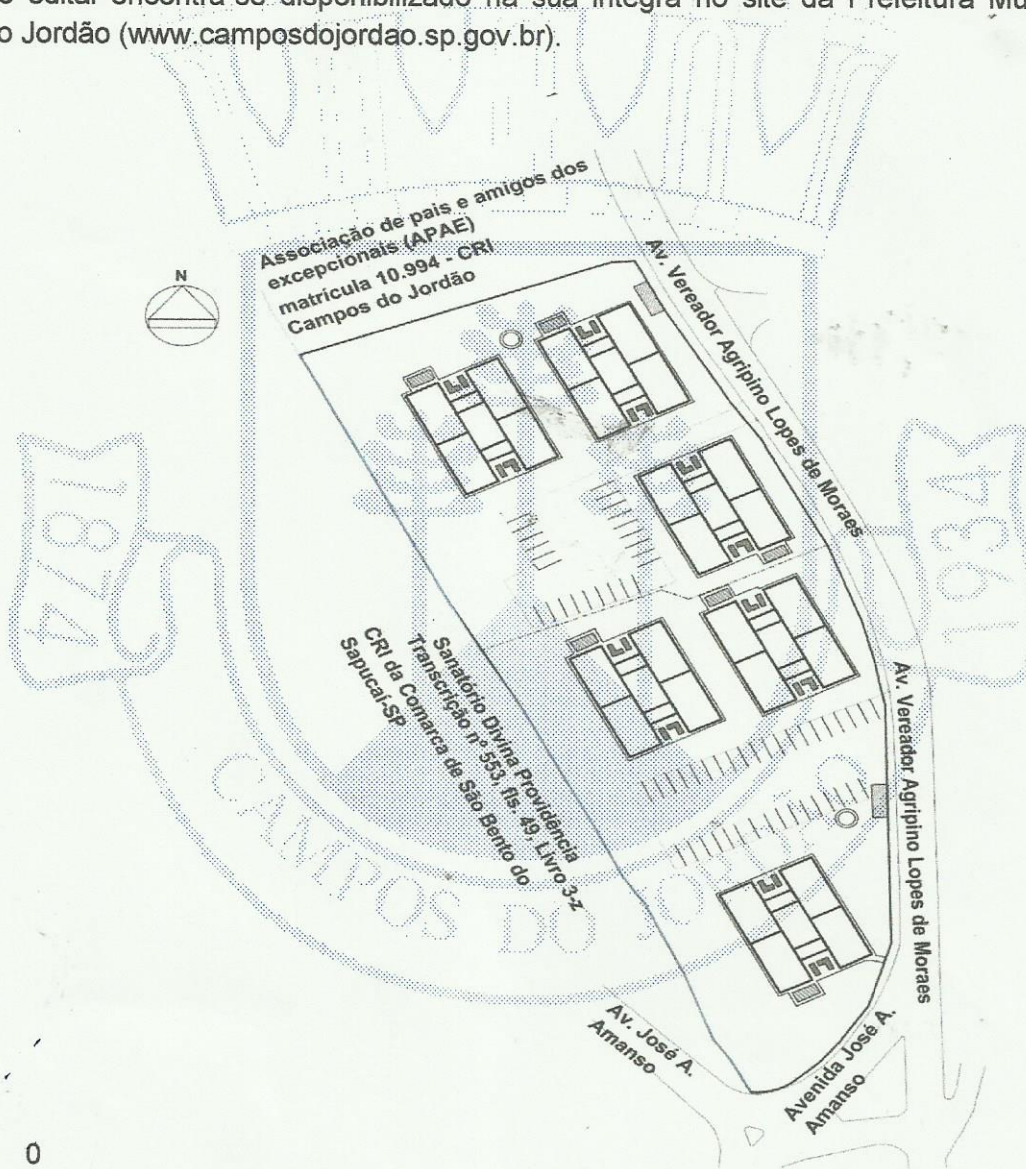 edital encontra-se disponibilizado na sua íntegra no site da Prefeitura
o Jordão (www.camposdojordao.sp.gov.br).
Associação de pais e amigos dos
excepcionais (APAE)
matrícula 10.994 - CRI
Campos do Jordão
N
Av. Vereador Agripino Lopes de Moraes
1874
1934
Sanatório Divina Providência
Transcrição nº 553, fls. 49, Livro 3-z
CRI da Comarca de São Bento do
Sapucaí-SP
Av. Vereador Agripino Lopes de Moraes
CAMPOS DO JORDÃO
Av. José A.
Amanso
Avenida José A.
Amanso
0